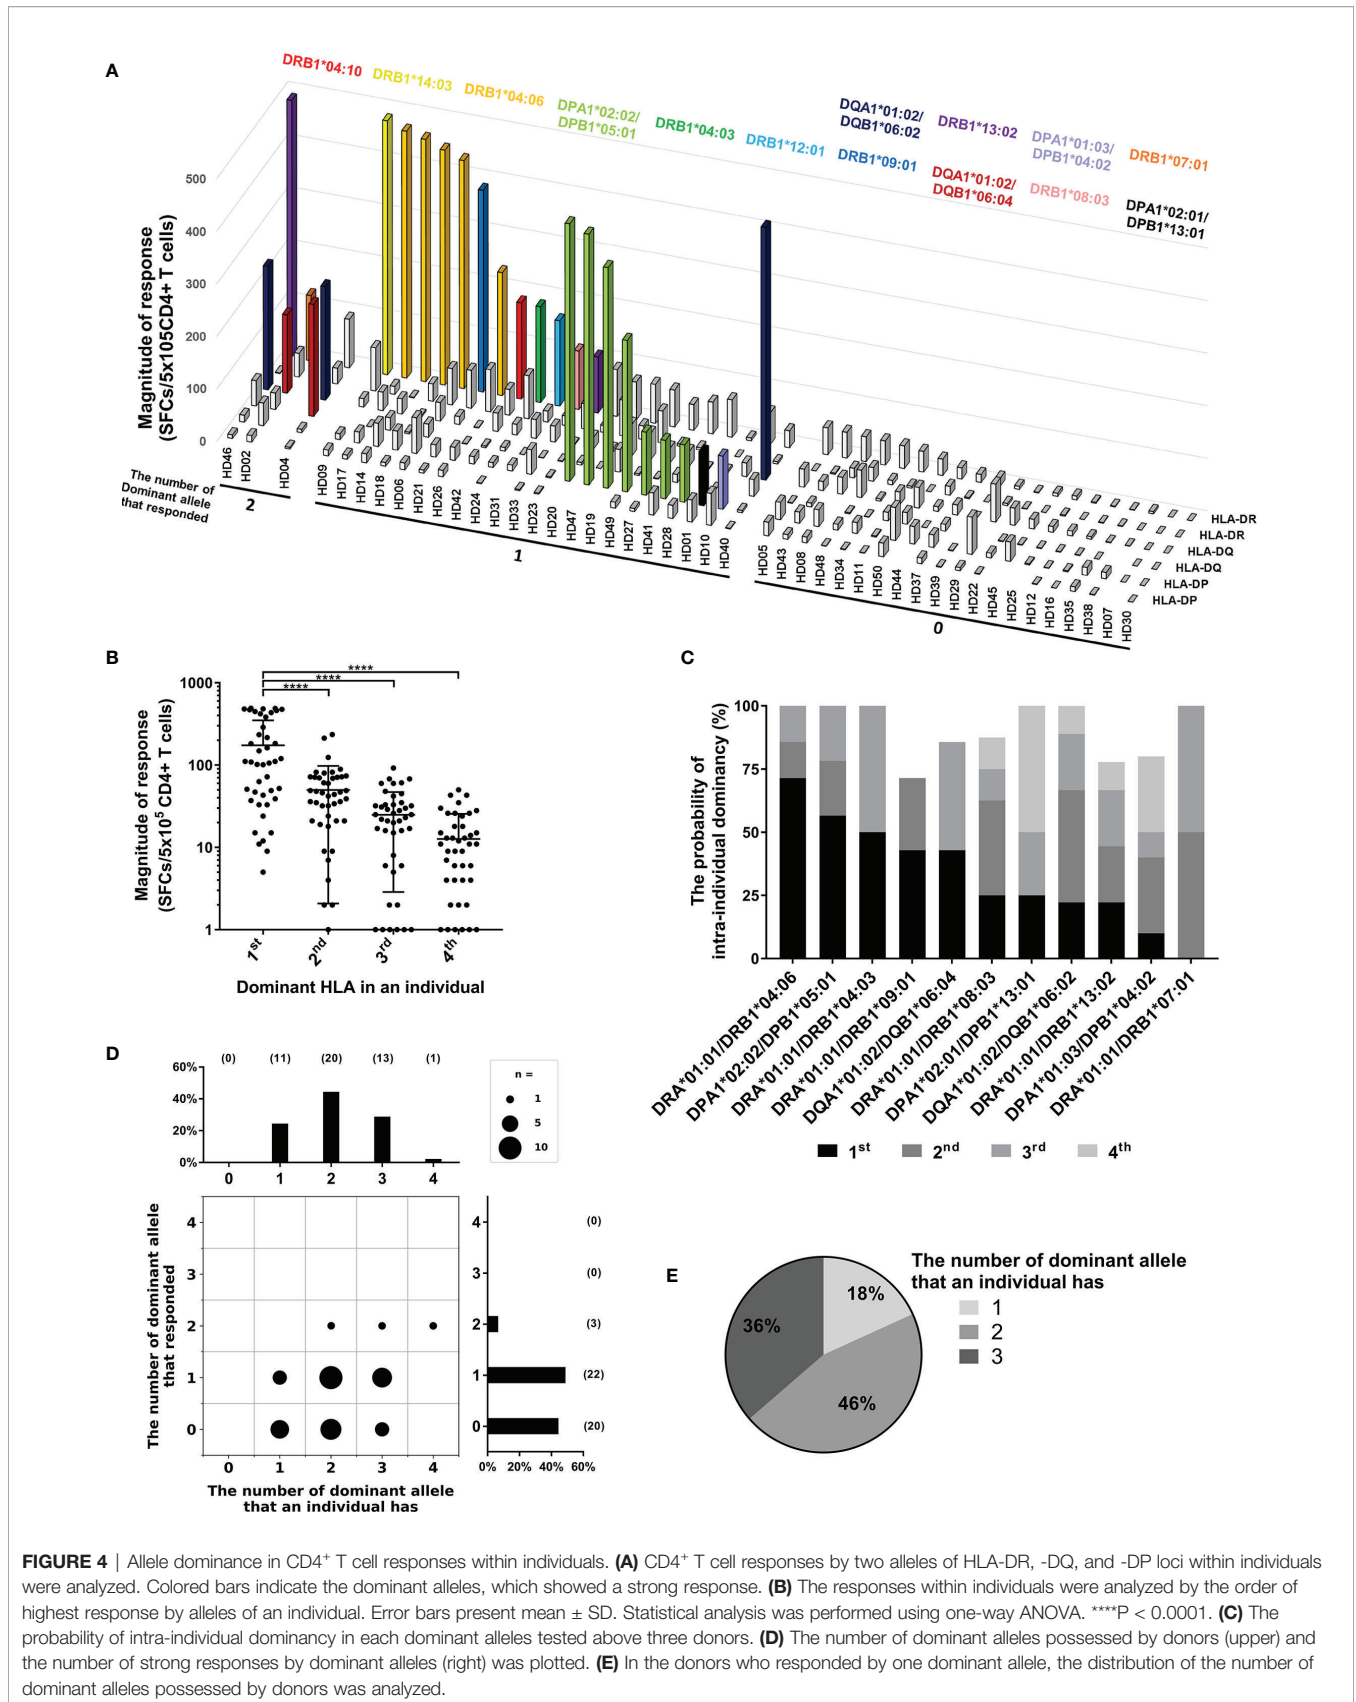 A
DRB1*04:10
DRB1*14:03
DRB1*04:06
DPA1*02:02/
DPB1*05:01
DRB1*04:03
DRB1*12:01
DQA1*01:02/
DQB1*06:02
DRB1*09:01
DRB1*13:02
DQA1*01:02/
DQB1*06:04
DPA1*01:03/
DPB1*04:02
DRB1*08:03
DRB1*07:01
DPA1*02:01/
DPB1*13:01
Magnitude of response
(SFCs/5x105CD4+ T cells)
500
400
300
200
100
0
The number of
Dominant allele
that responded
HD46
HD02
HD04
HD09
HD17
HD14
HD18
HD06
HD21
HD26
HD42
HD24
HD31
HD33
HD23
HD20
HD47
HD19
HD49
HD27
HD41
HD28
HD01
HD10
HD40
HD05
HD43
HD08
HD48
HD34
HD11
HD50
HD44
HD37
HD39
HD29
HD22
HD45
HD25
HD12
HD16
HD35
HD38
HD07
HD30
2
1
0
HLA-DR
HLA-DR
HLA-DQ
HLA-DQ
HLA-DP
HLA-DP
B
Magnitude of response
(SFCs/5x10⁵ CD4+ T cells)
1000
100
10
1
****
****
****
1st
2nd
3rd
4th
Dominant HLA in an individual
C
The probability of
intra-individual dominancy (%)
100
75
50
25
0
DRA*01:01/DRB1*04:06
DPA1*02:02/DPB1*05:01
DRA*01:01/DRB1*04:03
DRA*01:01/DRB1*09:01
DQA1*01:02/DQB1*06:04
DRA*01:01/DRB1*08:03
DPA1*02:01/DPB1*13:01
DQA1*01:02/DQB1*06:02
DRA*01:01/DRB1*13:02
DPA1*01:03/DPB1*04:02
DRA*01:01/DRB1*07:01
1st 2nd 3rd 4th
D
(0) (11) (20) (13) (1)
60%
40%
20%
0%
0 1 2 3 4
n =
1
5
10
The number of dominant allele
that responded
4
3
2
1
0
0 1 2 3 4
The number of dominant allele
that an individual has
4 (0)
3 (0)
2 (3)
1 (22)
0 (20)
0% 20% 40% 60%
E
18%
36%
46%
The number of dominant allele
that an individual has
1
2
3
FIGURE 4 | Allele dominance in CD4⁺ T cell responses within individuals. (A) CD4⁺ T cell responses by two alleles of HLA-DR, -DQ, and -DP loci within individuals
were analyzed. Colored bars indicate the dominant alleles, which showed a strong response. (B) The responses within individuals were analyzed by the order of
highest response by alleles of an individual. Error bars present mean ± SD. Statistical analysis was performed using one-way ANOVA. ****P < 0.0001. (C) The
probability of intra-individual dominancy in each dominant alleles tested above three donors. (D) The number of dominant alleles possessed by donors (upper) and
the number of strong responses by dominant alleles (right) was plotted. (E) In the donors who responded by one dominant allele, the distribution of the number of
dominant alleles possessed by donors was analyzed.